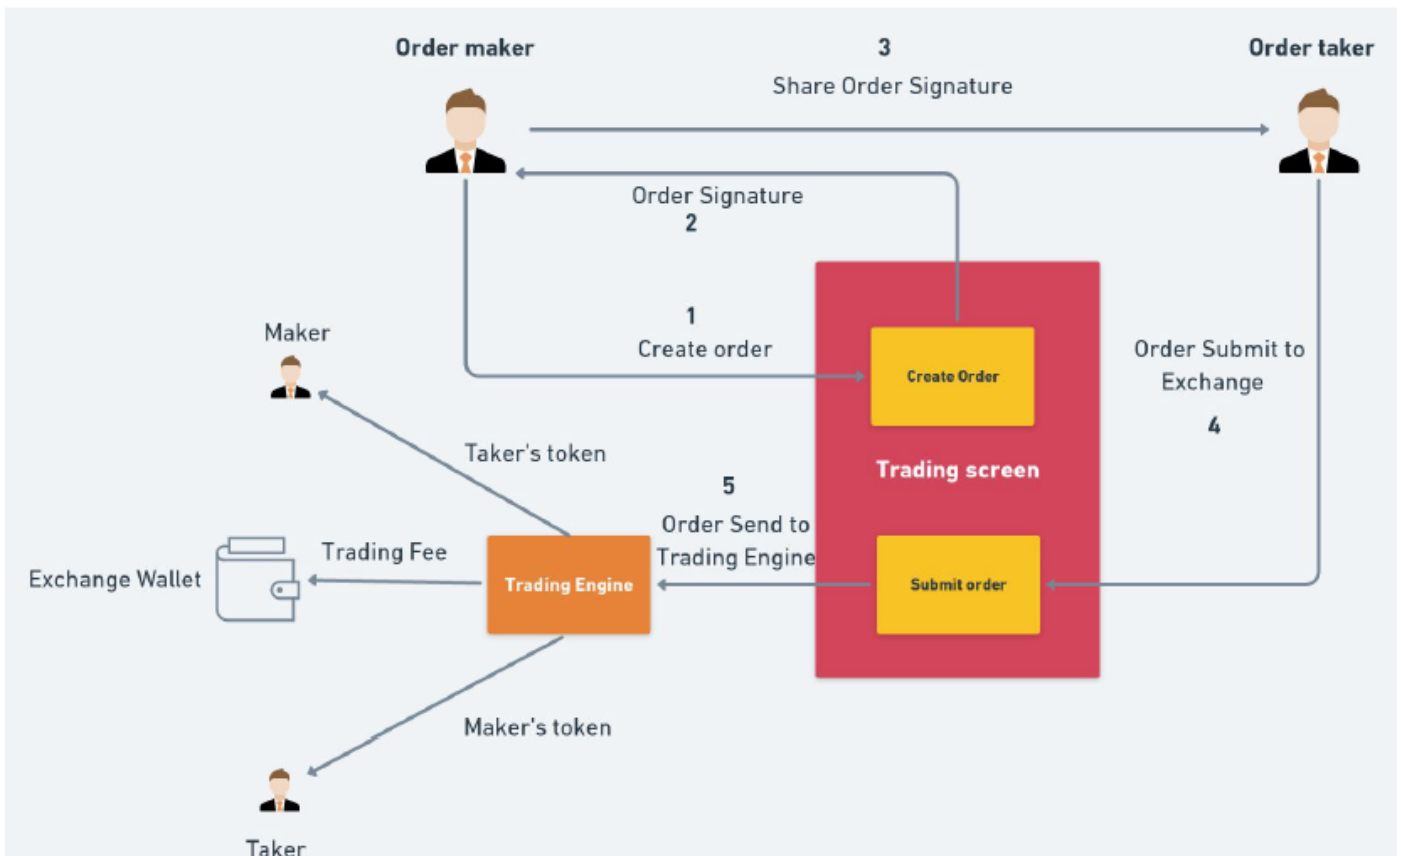 Order maker
3
Order taker
Share Order Signature
Order Signature
2
1
Create order
Maker
Order Submit to
Exchange
4
Create Order
Taker's token
Trading screen
5
Order Send to
Trading Engine
Trading Fee
Exchange Wallet
Trading Engine
Submit order
Maker's token
Taker